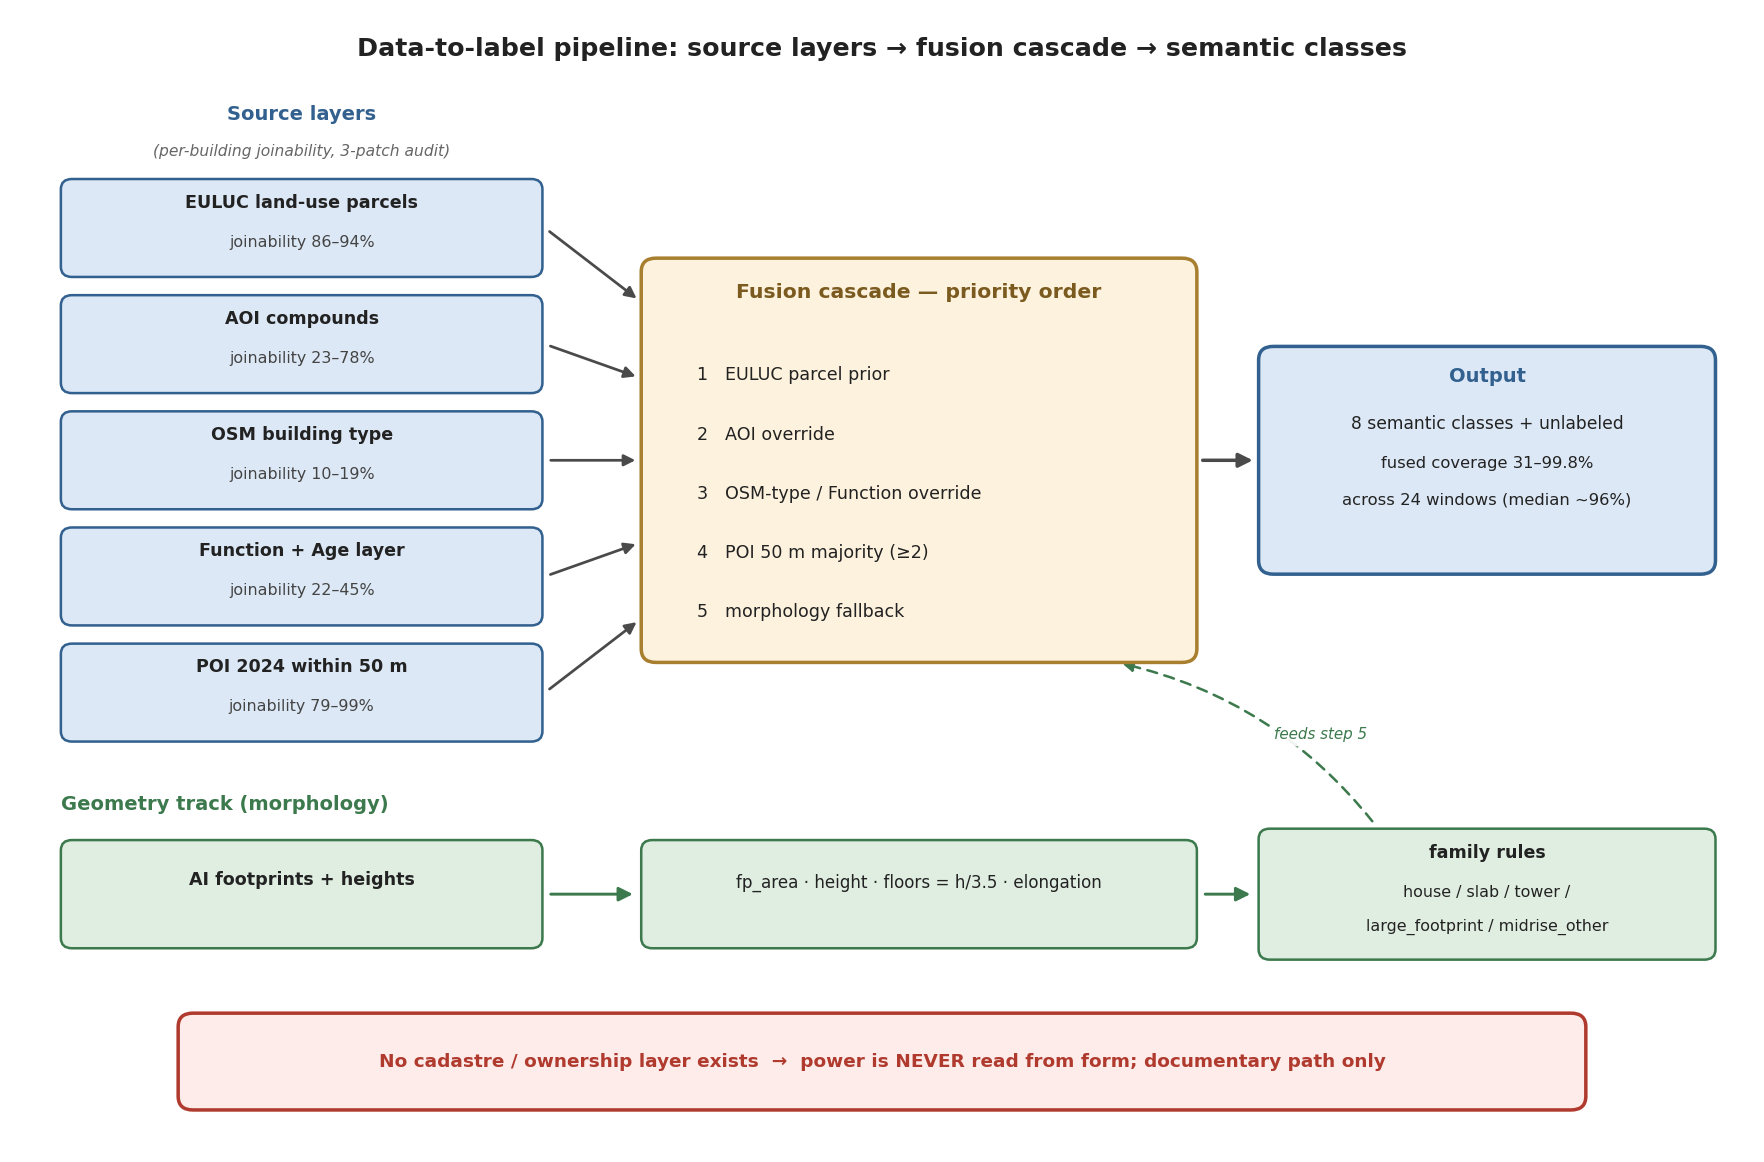 Data-to-label pipeline: source layers → fusion cascade → semantic classes
Source layers
(per-building joinability, 3-patch audit)
EULUC land-use parcels
joinability 86–94%
AOI compounds
joinability 23–78%
OSM building type
joinability 10–19%
Function + Age layer
joinability 22–45%
POI 2024 within 50 m
joinability 79–99%
Fusion cascade — priority order
1 EULUC parcel prior
2 AOI override
3 OSM-type / Function override
4 POI 50 m majority (≥2)
5 morphology fallback
Output
8 semantic classes + unlabeled
fused coverage 31–99.8%
across 24 windows (median ~96%)
feeds step 5
Geometry track (morphology)
AI footprints + heights
fp_area · height · floors = h/3.5 · elongation
family rules
house / slab / tower /
large_footprint / midrise_other
No cadastre / ownership layer exists → power is NEVER read from form; documentary path only